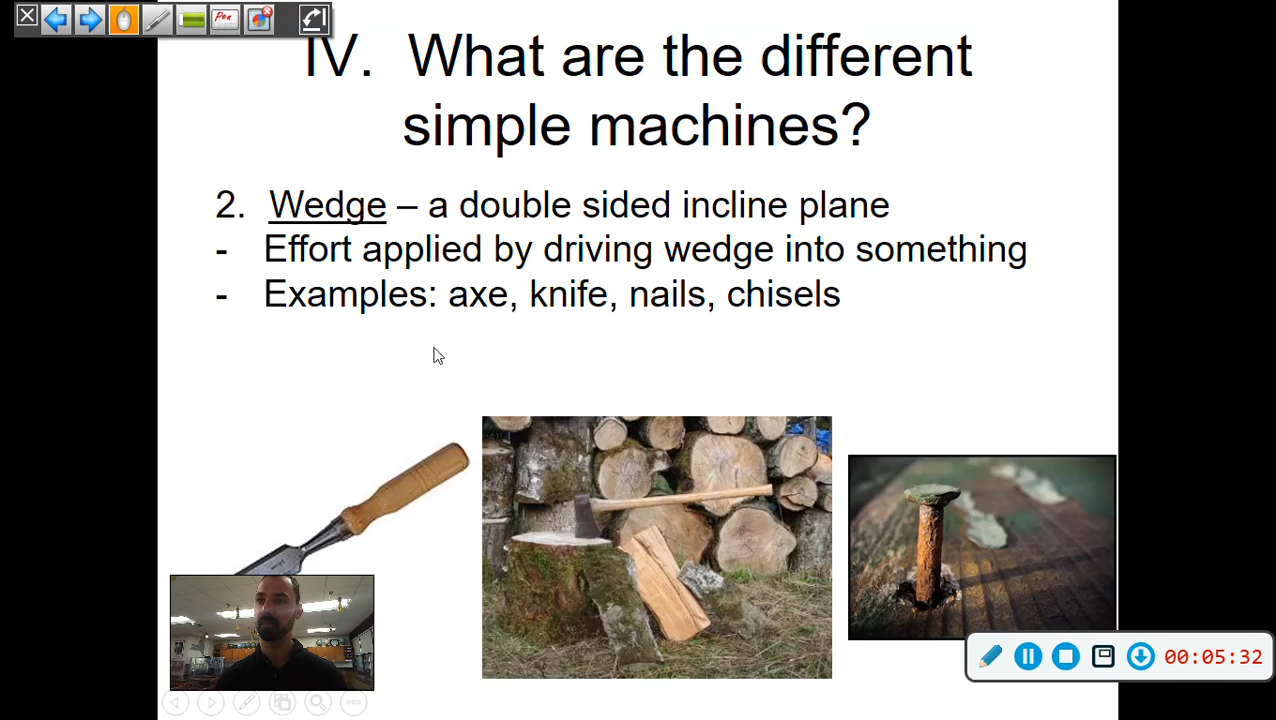 Pen
IV. What are the different
simple machines?
2. Wedge – a double sided incline plane
- Effort applied by driving wedge into something
- Examples: axe, knife, nails, chisels
00:05:32